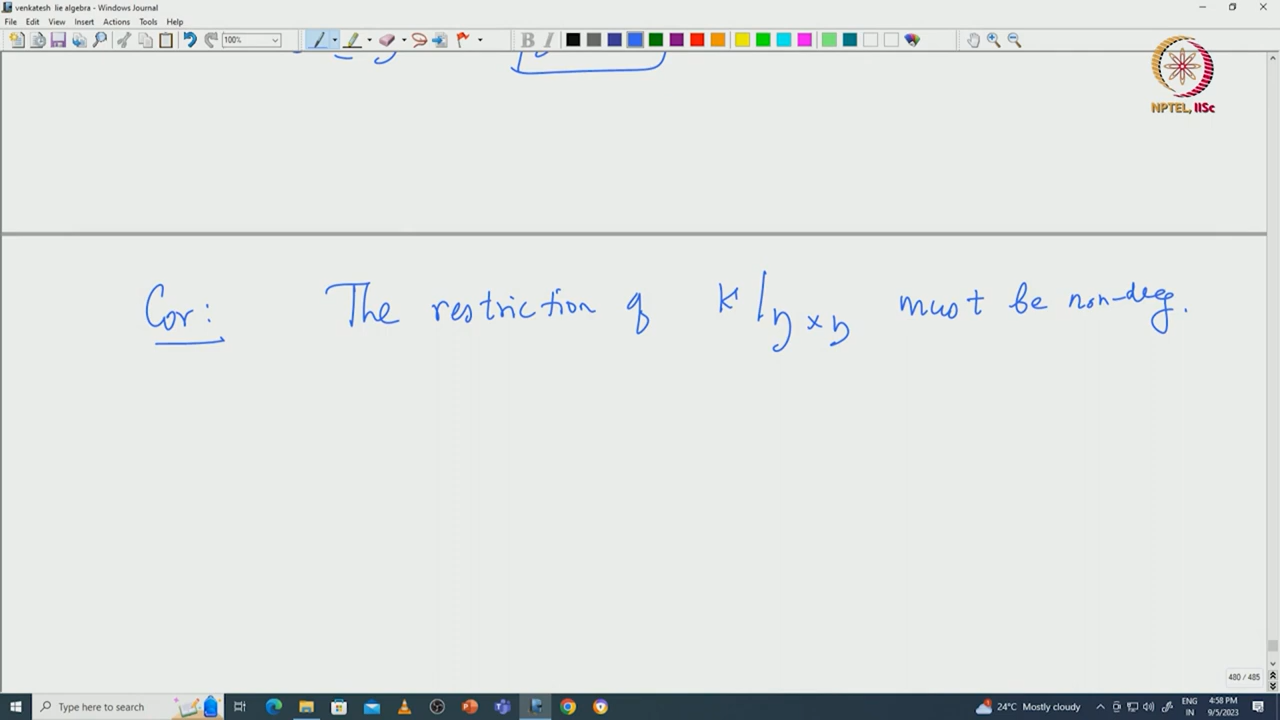 venkatesh lie algebra - Windows Journal
File Edit View Insert Actions Tools Help
100%
B I
NPTEL, IISc
Cor: The restriction of κ|𝔥×𝔥 must be non-deg.
480 / 485
Type here to search
24°C Mostly cloudy
ENG
IN
4:58 PM
9/5/2023